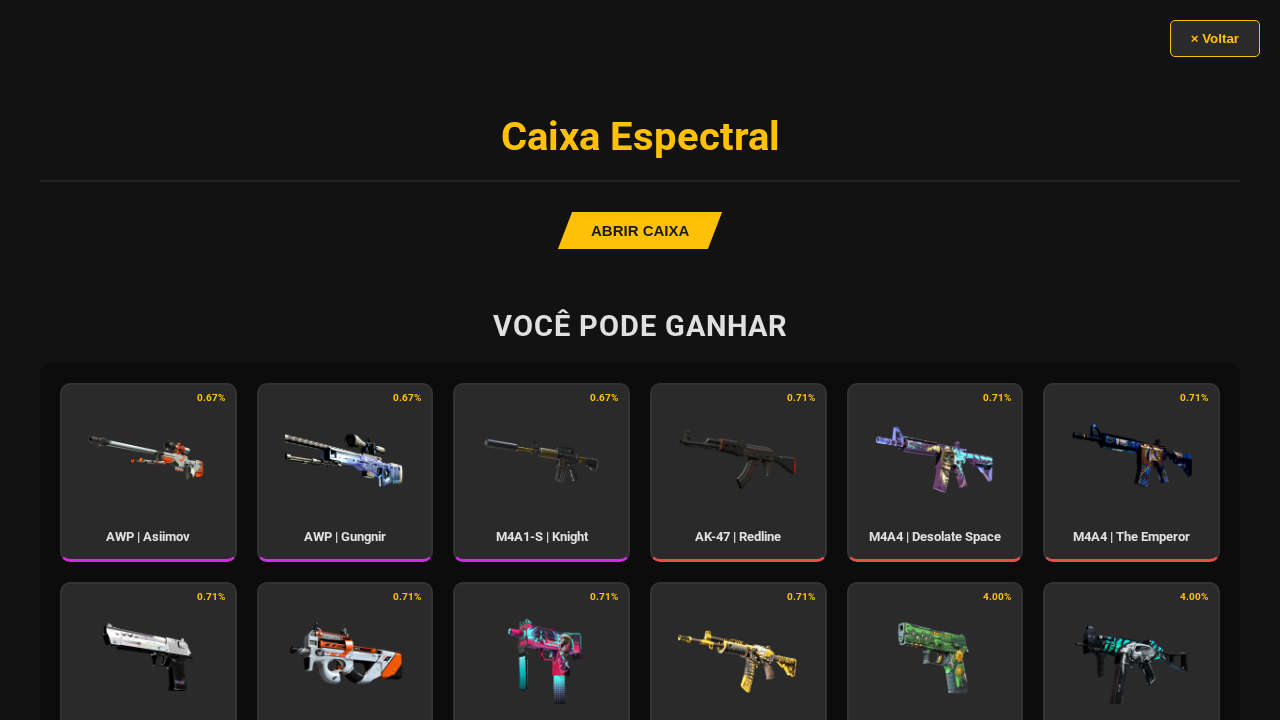 × Voltar
Caixa Espectral
ABRIR CAIXA
VOCÊ PODE GANHAR
0.67%
0.67%
0.67%
0.71%
0.71%
0.71%
AWP | Asiimov
AWP | Gungnir
M4A1-S | Knight
AK-47 | Redline
M4A4 | Desolate Space
M4A4 | The Emperor
0.71%
0.71%
0.71%
0.71%
4.00%
4.00%